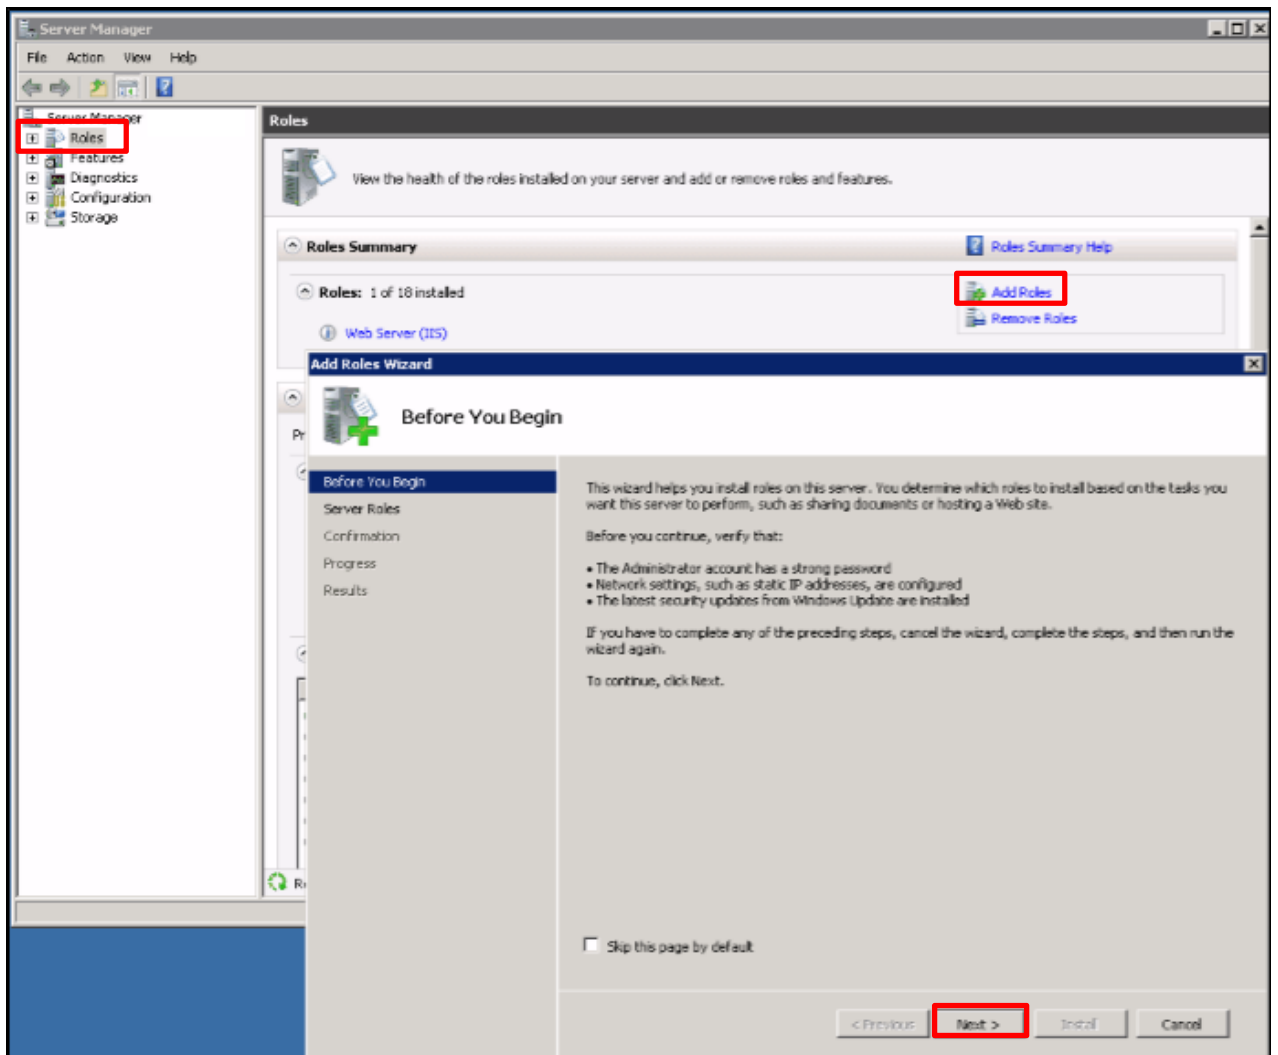 Server Manager
File Action View Help
Server Manager
Roles
Features
Diagnostics
Configuration
Storage
Roles
View the health of the roles installed on your server and add or remove roles and features.
Roles Summary
Roles Summary Help
Roles: 1 of 18 installed
Add Roles
Remove Roles
Web Server (IIS)
Add Roles Wizard
Before You Begin
Before You Begin
Server Roles
Confirmation
Progress
Results
This wizard helps you install roles on this server. You determine which roles to install based on the tasks you
want this server to perform, such as sharing documents or hosting a Web site.
Before you continue, verify that:
• The Administrator account has a strong password
• Network settings, such as static IP addresses, are configured
• The latest security updates from Windows Update are installed
If you have to complete any of the preceding steps, cancel the wizard, complete the steps, and then run the
wizard again.
To continue, click Next.
Skip this page by default
< Previous Next > Install Cancel